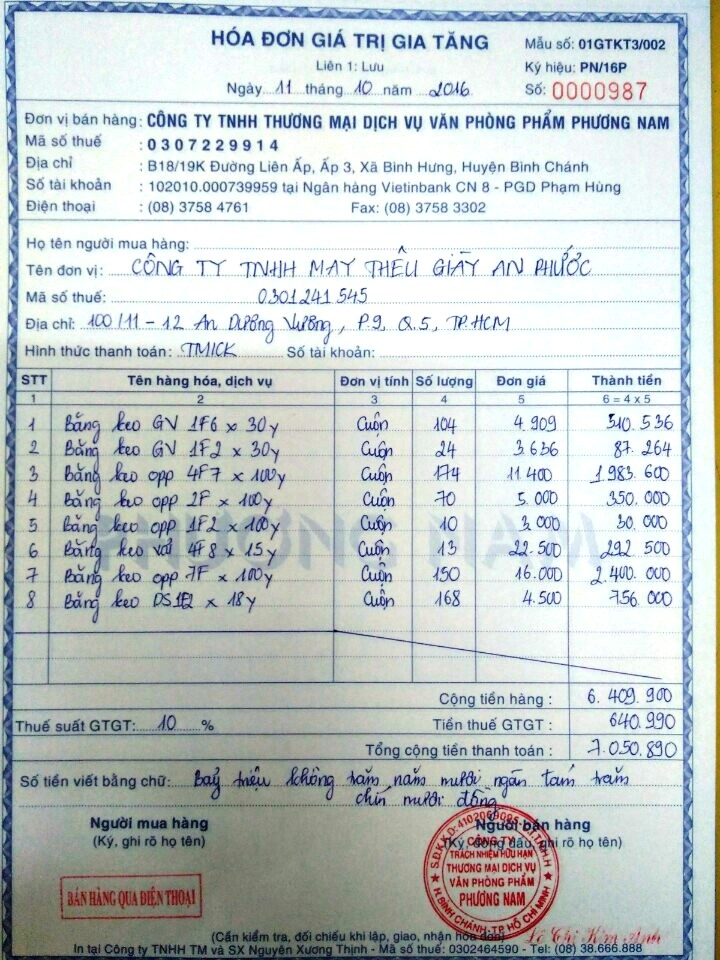 HÓA ĐƠN GIÁ TRỊ GIA TĂNG
Mẫu số: 01GTKT3/002
Liên 1: Lưu
Ký hiệu: PN/16P
Ngày 11 tháng 10 năm 2016
Số: 0000987
Đơn vị bán hàng: CÔNG TY TNHH THƯƠNG MẠI DỊCH VỤ VĂN PHÒNG PHẨM PHƯƠNG NAM
Mã số thuế : 0307229914
Địa chỉ : B18/19K Đường Liên Ấp, Ấp 3, Xã Bình Hưng, Huyện Bình Chánh
Số tài khoản : 102010.000739959 tại Ngân hàng Vietinbank CN 8 - PGD Phạm Hùng
Điện thoại : (08) 3758 4761 Fax: (08) 3758 3302
Họ tên người mua hàng:
Tên đơn vị: CÔNG TY TNHH MAY THÊU GIÀY AN PHƯỚC
Mã số thuế: 0301241545
Địa chỉ: 100/11-12 An Dương Vương, P.9, Q.5, TP.HCM
Hình thức thanh toán: TM/CK Số tài khoản:
STT Tên hàng hóa, dịch vụ Đơn vị tính Số lượng Đơn giá Thành tiền
1 2 3 4 5 6 = 4 x 5
1 Băng keo GV 1F6 x 30y Cuộn 104 4.909 510.536
2 Băng keo GV 1F2 x 30y Cuộn 24 3.636 87.264
3 Băng keo opp 4F7 x 100y Cuộn 174 11.400 1.983.600
4 Băng keo opp 2F x 100y Cuộn 70 5.000 350.000
5 Băng keo opp 1F2 x 100y Cuộn 10 3.000 30.000
6 Băng keo vải 4F8 x 15y Cuộn 13 22.500 292.500
7 Băng keo opp 7F x 100y Cuộn 150 16.000 2.400.000
8 Băng keo DS1F2 x 18y Cuộn 168 4.500 756.000
PHƯƠNG NAM
Cộng tiền hàng : 6.409.900
Thuế suất GTGT: 10 % Tiền thuế GTGT : 640.990
Tổng cộng tiền thanh toán : 7.050.890
Số tiền viết bằng chữ: Bảy triệu không trăm năm mươi ngàn tám trăm
chín mươi đồng
Người mua hàng Người bán hàng
(Ký, ghi rõ họ tên) (Ký, đóng dấu, ghi rõ họ tên)
BÁN HÀNG QUA ĐIỆN THOẠI
CÔNG TY
TRÁCH NHIỆM HỮU HẠN
THƯƠNG MẠI DỊCH VỤ
VĂN PHÒNG PHẨM
PHƯƠNG NAM
H.BÌNH CHÁNH-TP HỒ CHÍ MINH
Lê Chi Kim Anh
(Cần kiểm tra, đối chiếu khi lập, giao, nhận hóa đơn)
In tại Công ty TNHH TM và SX Nguyên Xương Thịnh - Mã số thuế: 0302464590 - Tel: (08) 38.666.888